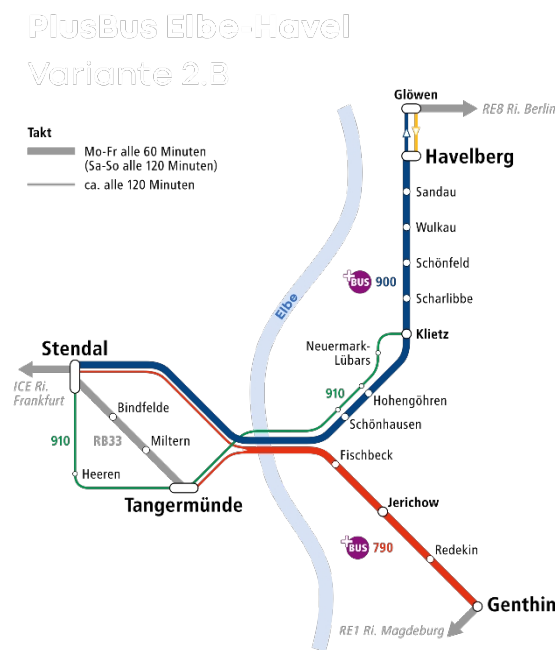 PlusBus Elbe-Havel
Variante 2.B
Takt
Mo-Fr alle 60 Minuten
(Sa-So alle 120 Minuten)
ca. alle 120 Minuten
Glöwen
RE8 Ri. Berlin
Havelberg
Sandau
Wulkau
Schönfeld
+BUS 900
Scharlibbe
Elbe
Klietz
Neuermark-
Lübars
Stendal
ICE Ri.
Frankfurt
910
Hohengöhren
Bindfelde
Schönhausen
910
RB33
Miltern
Fischbeck
Heeren
Tangermünde
Jerichow
+BUS 790
Redekin
Genthin
RE1 Ri. Magdeburg